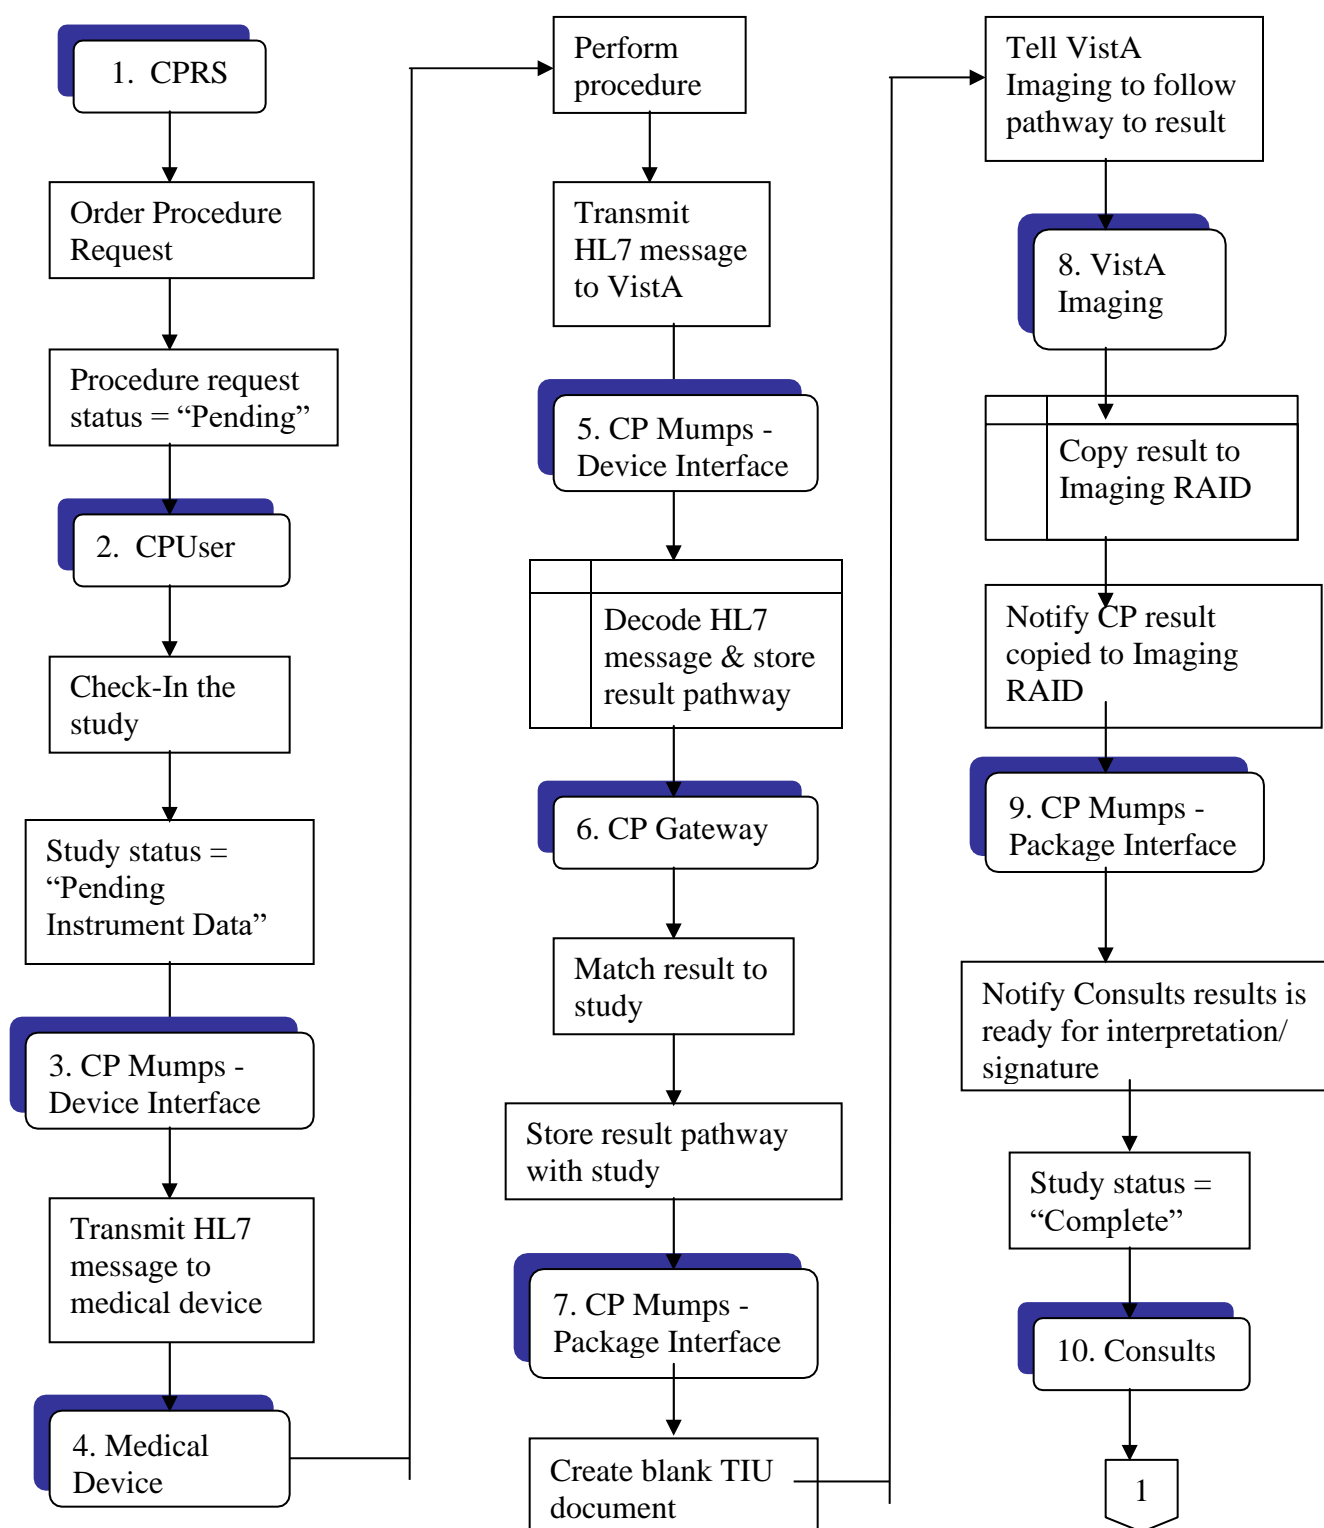 1. CPRS
Order Procedure
Request
Procedure request
status = “Pending”
2. CPUser
Check-In the
study
Study status =
“Pending
Instrument Data”
3. CP Mumps -
Device Interface
Transmit HL7
message to
medical device
4. Medical
Device
Perform
procedure
Transmit
HL7 message
to VistA
5. CP Mumps -
Device Interface
Decode HL7
message & store
result pathway
6. CP Gateway
Match result to
study
Store result pathway
with study
7. CP Mumps -
Package Interface
Create blank TIU
document
Tell VistA
Imaging to follow
pathway to result
8. VistA
Imaging
Copy result to
Imaging RAID
Notify CP result
copied to Imaging
RAID
9. CP Mumps -
Package Interface
Notify Consults results is
ready for interpretation/
signature
Study status =
“Complete”
10. Consults
1